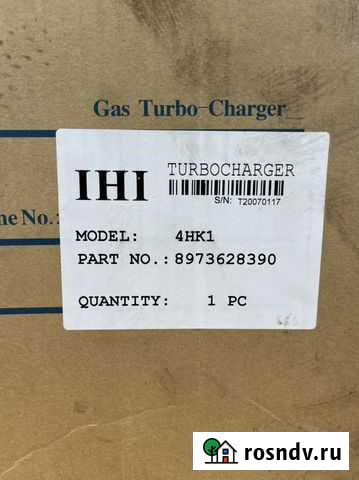 Gas Turbo-Charger
IHI
TURBOCHARGER
S/N: T20070117
ne No.:
MODEL: 4HK1
PART NO.: 8973628390
QUANTITY: 1 PC
rosndv.ru